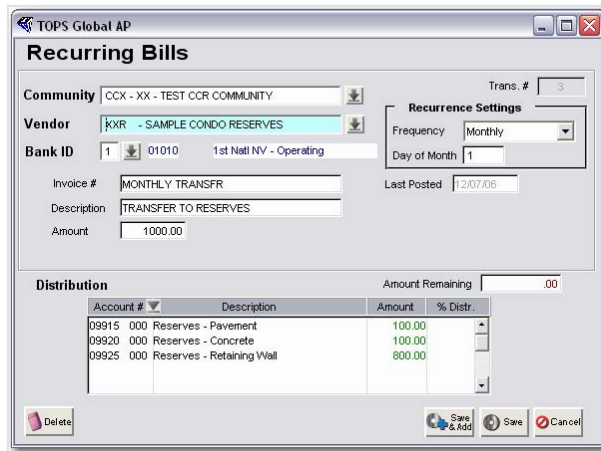 TOPS Global AP
Recurring Bills
Trans. # 3
Community CCX - XX - TEST CCR COMMUNITY
Recurrence Settings
Vendor XXR - SAMPLE CONDO RESERVES
Frequency Monthly
Bank ID 1 01010 1st Natl NV - Operating
Day of Month 1
Invoice # MONTHLY TRANSFR
Last Posted 12/07/06
Description TRANSFER TO RESERVES
Amount 1000.00
Distribution
Amount Remaining .00
Account # Description Amount % Distr.
09915 000 Reserves - Pavement 100.00
09920 000 Reserves - Concrete 100.00
09925 000 Reserves - Retaining Wall 800.00
Delete
Save & Add
Save
Cancel